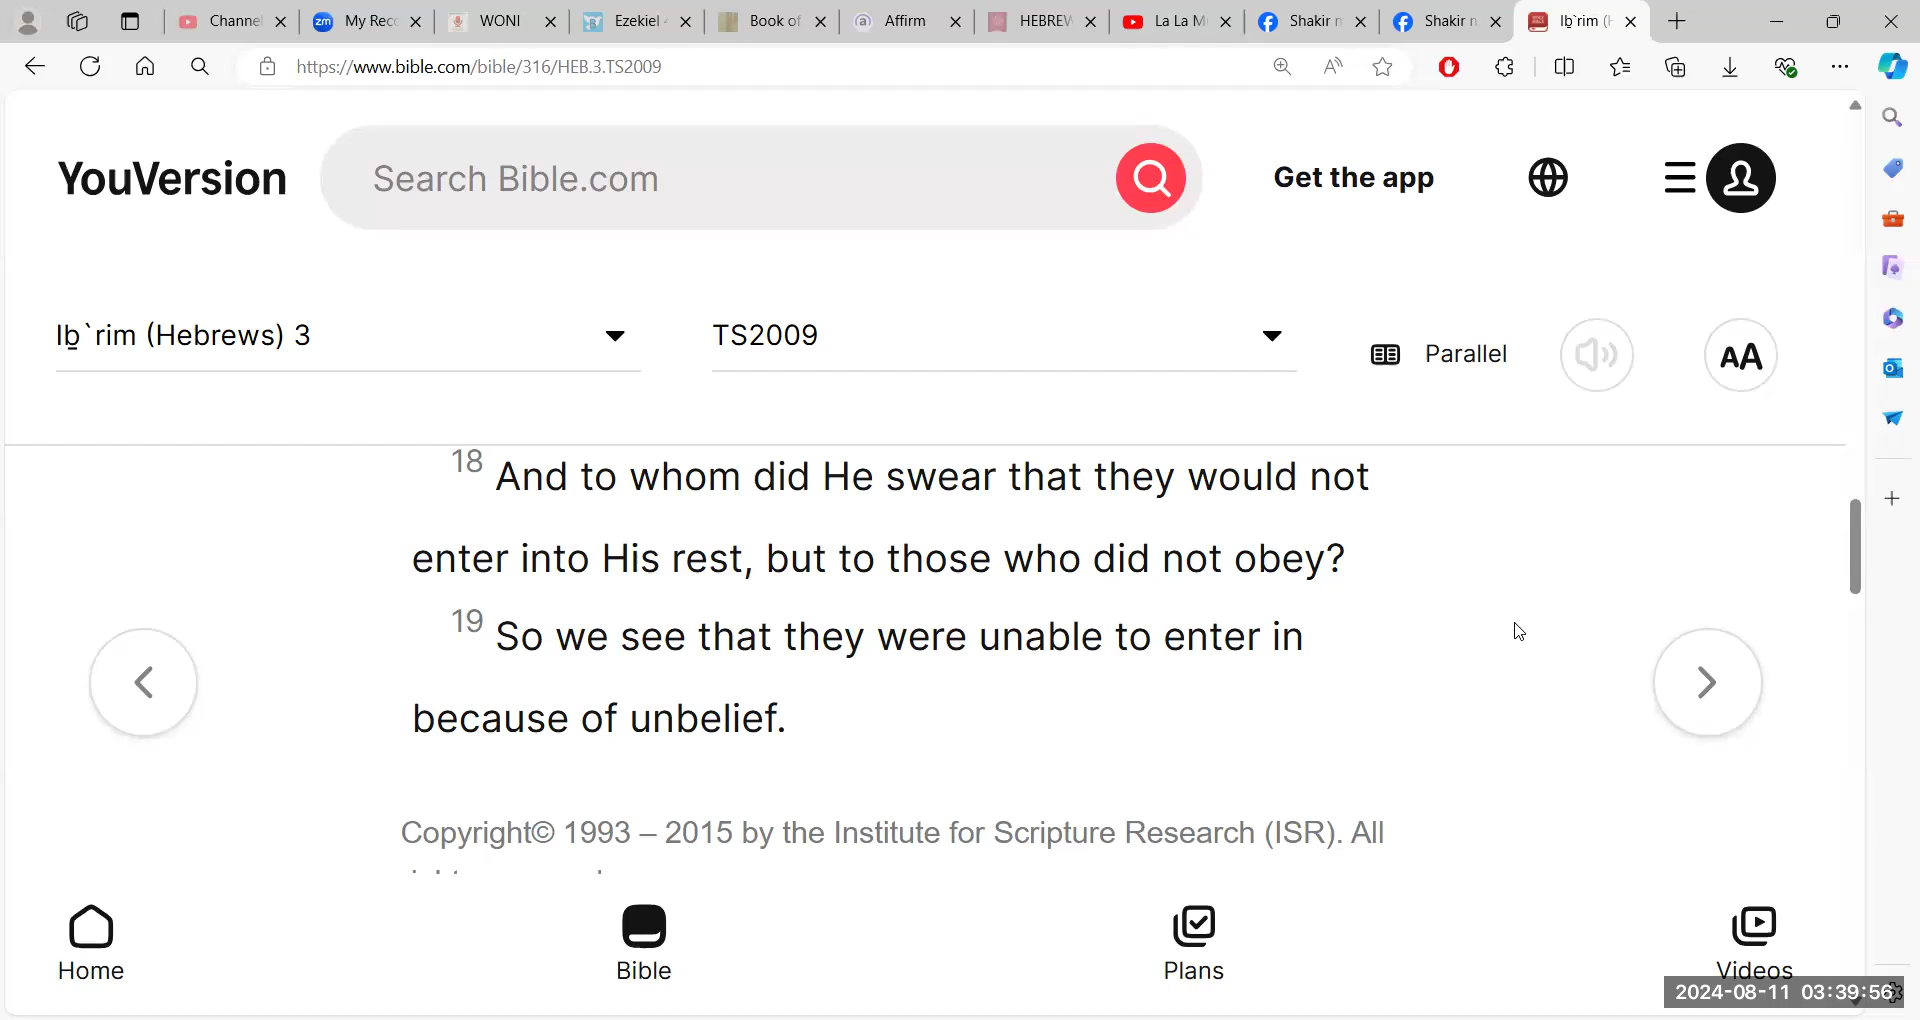 Channel
My Rec
WONI
Ezekiel
Book of
Affirm
HEBREW
La La M
Shakir
Shakir
Iḇ`rim (
https://www.bible.com/bible/316/HEB.3.TS2009
YouVersion
Search Bible.com
Get the app
Iḇ`rim (Hebrews) 3
TS2009
Parallel
AA
18 And to whom did He swear that they would not
enter into His rest, but to those who did not obey?
19 So we see that they were unable to enter in
because of unbelief.
Copyright© 1993 – 2015 by the Institute for Scripture Research (ISR). All
Home
Bible
Plans
Videos
2024-08-11 03:39:56